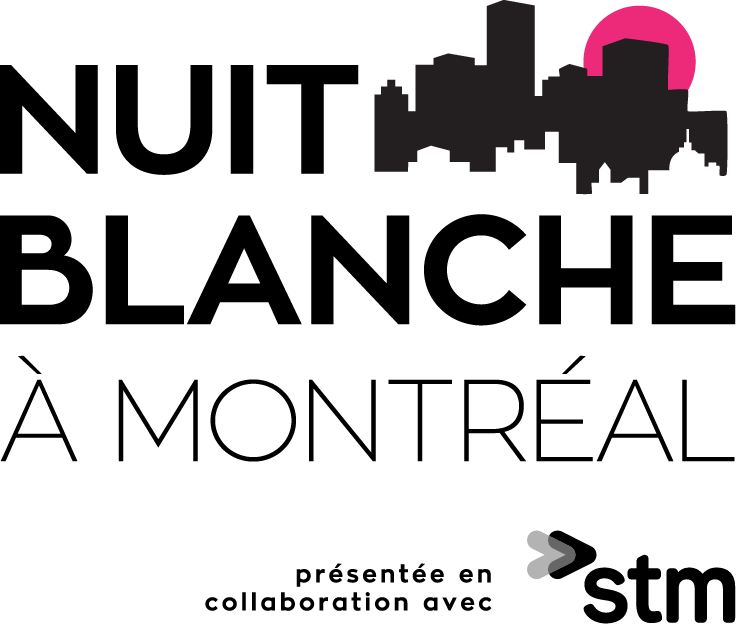 NUIT
BLANCHE
À MONTRÉAL
présentée en
collaboration avec
stm